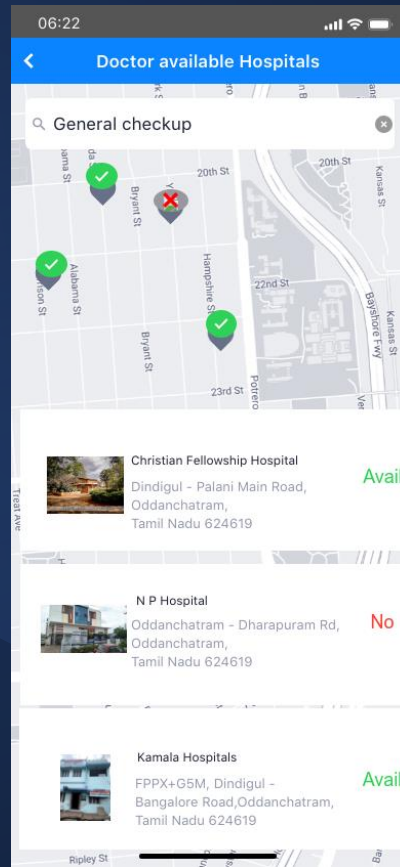 06:22
Doctor available Hospitals
General checkup
20th St
20th St
Bryant St
Kansas St
Alabama St
Hampshire St
22nd St
Bayshore Fwy
Kansas St
Bryant St
23rd St
Potrero
Treat Ave
Christian Fellowship Hospital
Dindigul - Palani Main Road,
Oddanchatram,
Tamil Nadu 624619
Avail
N P Hospital
Oddanchatram - Dharapuram Rd,
Oddanchatram,
Tamil Nadu 624619
No
Kamala Hospitals
FPPX+G5M, Dindigul -
Bangalore Road,Oddanchatram,
Tamil Nadu 624619
Avail
Ripley St